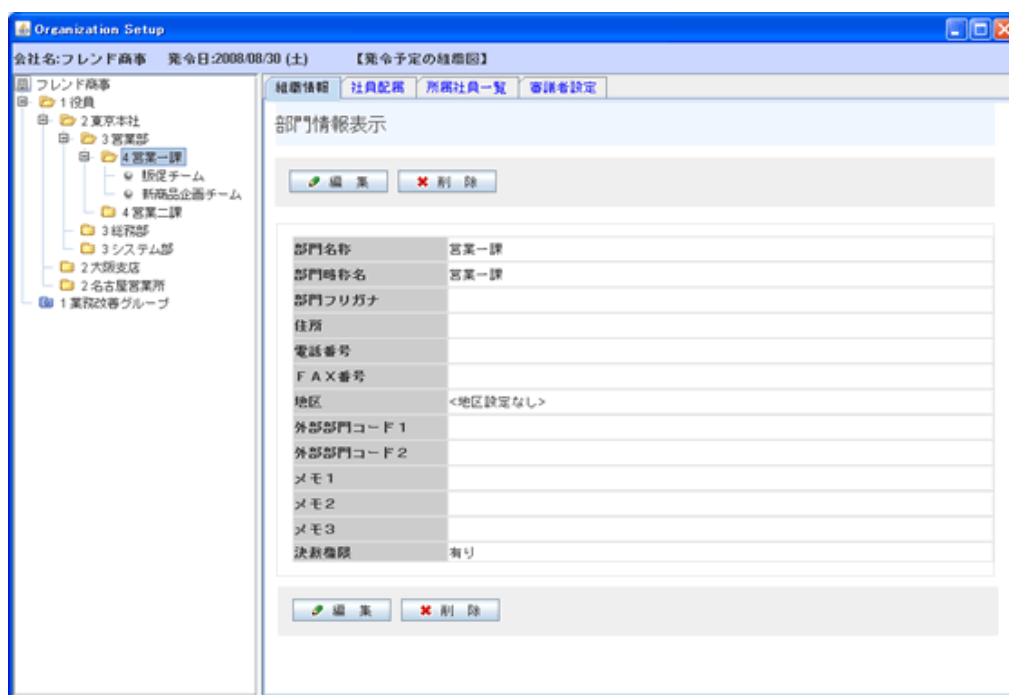 Organization Setup
会社名:フレンド商事 発令日:2008/08/30 (土) 【発令予定の組織図】
フレンド商事
1 役員
2 東京本社
3 営業部
4 営業一課
販促チーム
新商品企画チーム
4 営業二課
3 総務部
3 システム部
2 大阪支店
2 名古屋営業所
1 業務改善グループ
組織情報 社員配属 所属社員一覧 審議者設定
部門情報表示
編 集 削 除
部門名称 営業一課
部門略称名 営業一課
部門フリガナ
住所
電話番号
FAX番号
地区 <地区設定なし>
外部部門コード1
外部部門コード2
メモ1
メモ2
メモ3
決裁権限 有り
編 集 削 除